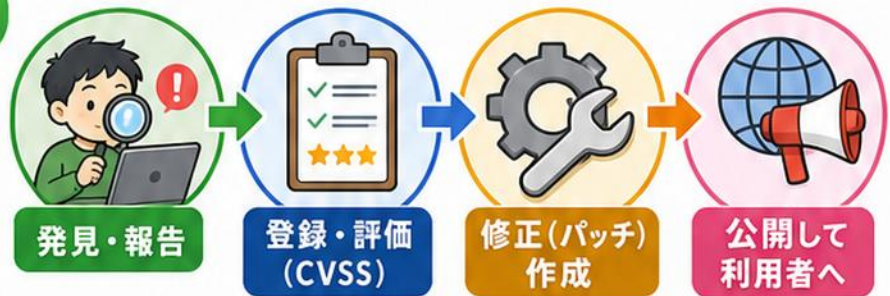 発見・報告
登録・評価
(CVSS)
修正(パッチ)
作成
公開して
利用者へ